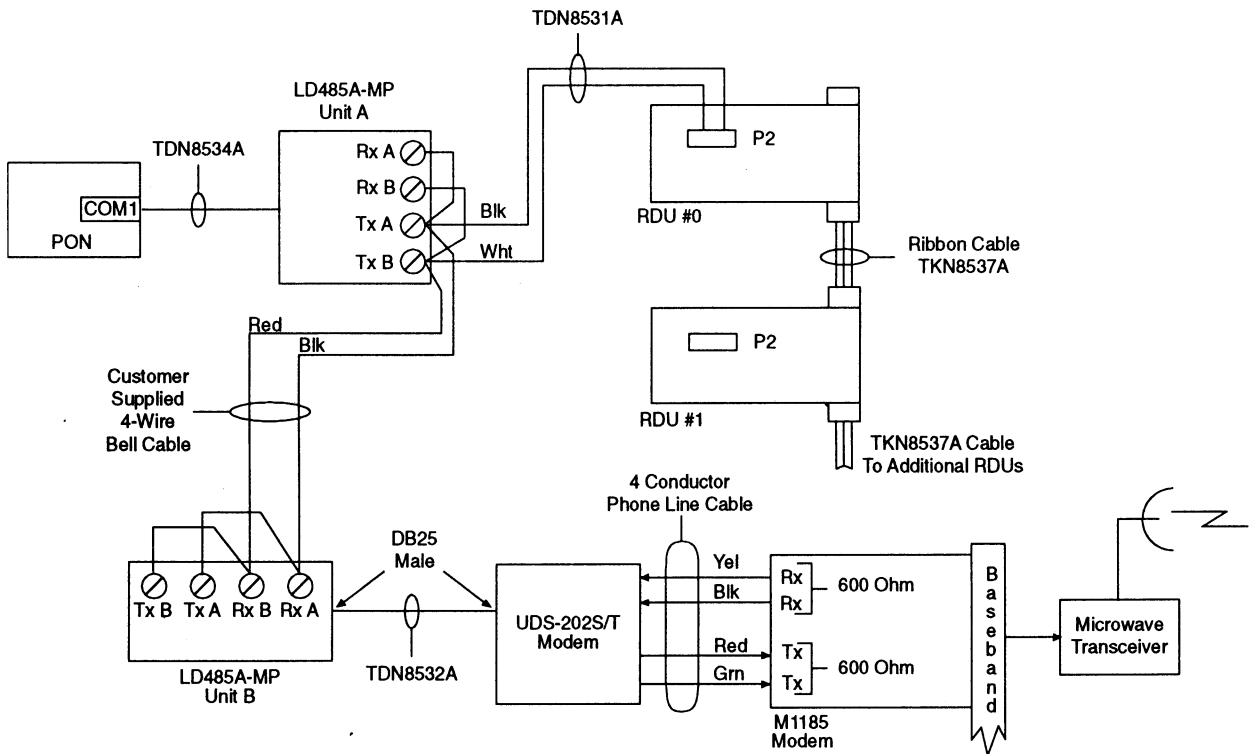 TDN8531A
LD485A-MP
Unit A
TDN8534A
Rx A
Rx B
Tx A
Tx B
Blk
Wht
COM1
PON
P2
RDU #0
Ribbon Cable
TKN8537A
P2
RDU #1
TKN8537A Cable
To Additional RDUs
Red
Blk
Customer
Supplied
4-Wire
Bell Cable
4 Conductor
Phone Line Cable
DB25
Male
Tx B Tx A Rx B Rx A
LD485A-MP
Unit B
TDN8532A
UDS-202S/T
Modem
Yel
Blk
Red
Grn
Rx
Rx
600 Ohm
Tx
Tx
600 Ohm
M1185
Modem
Baseband
Microwave
Transceiver